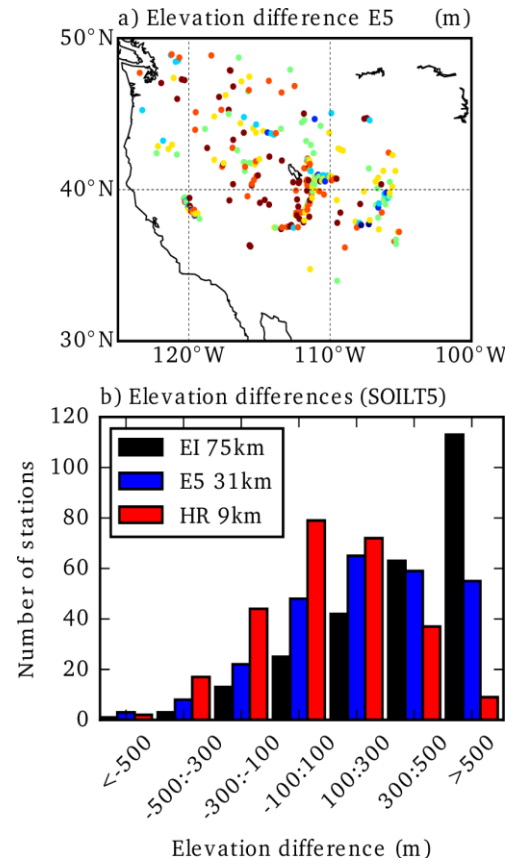 a) Elevation difference E5 (m)
50°N
40°N
30°N
120°W 110°W 100°W
b) Elevation differences (SOILT5)
120
100
80
60
40
20
0
Number of stations
EI 75km
E5 31km
HR 9km
<-500 -500:-300 -300:-100 -100:100 100:300 300:500 >500
Elevation difference (m)